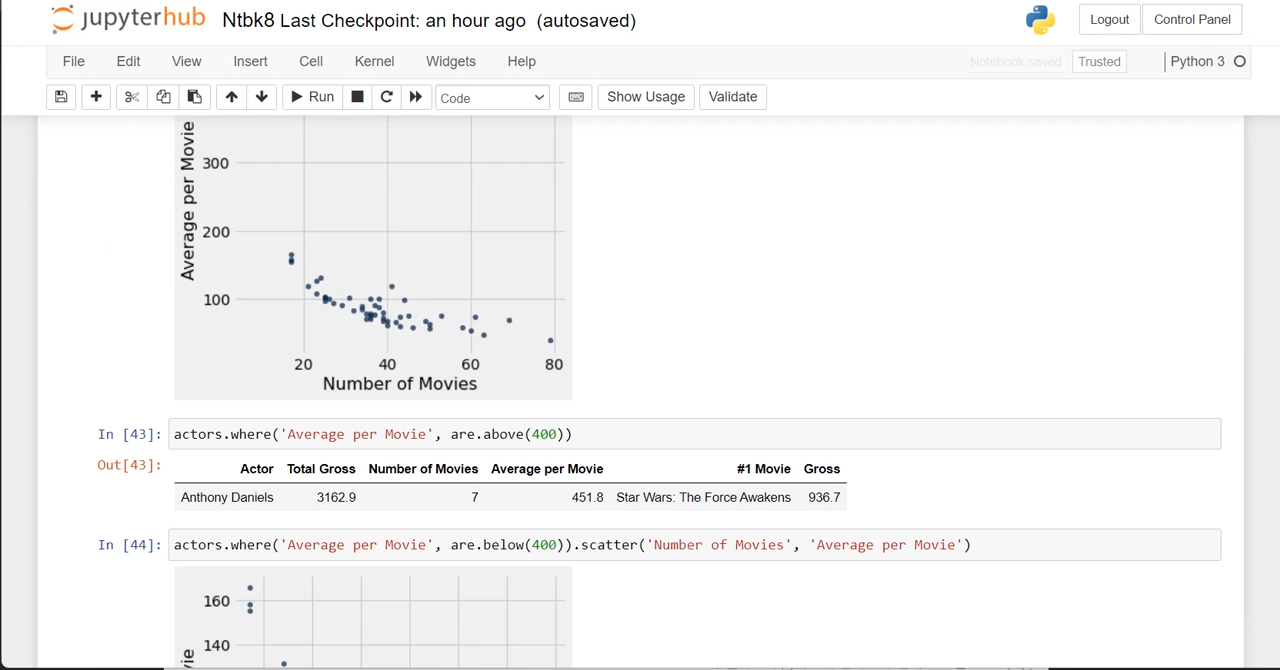 jupyterhub Ntbk8 Last Checkpoint: an hour ago (autosaved) Logout Control Panel
File Edit View Insert Cell Kernel Widgets Help Notebook saved Trusted Python 3
Run Code Show Usage Validate
Average per Movie
300
200
100
20 40 60 80
Number of Movies
In [43]: actors.where('Average per Movie', are.above(400))
Out[43]: Actor Total Gross Number of Movies Average per Movie #1 Movie Gross
Anthony Daniels 3162.9 7 451.8 Star Wars: The Force Awakens 936.7
In [44]: actors.where('Average per Movie', are.below(400)).scatter('Number of Movies', 'Average per Movie')
160
140
vie